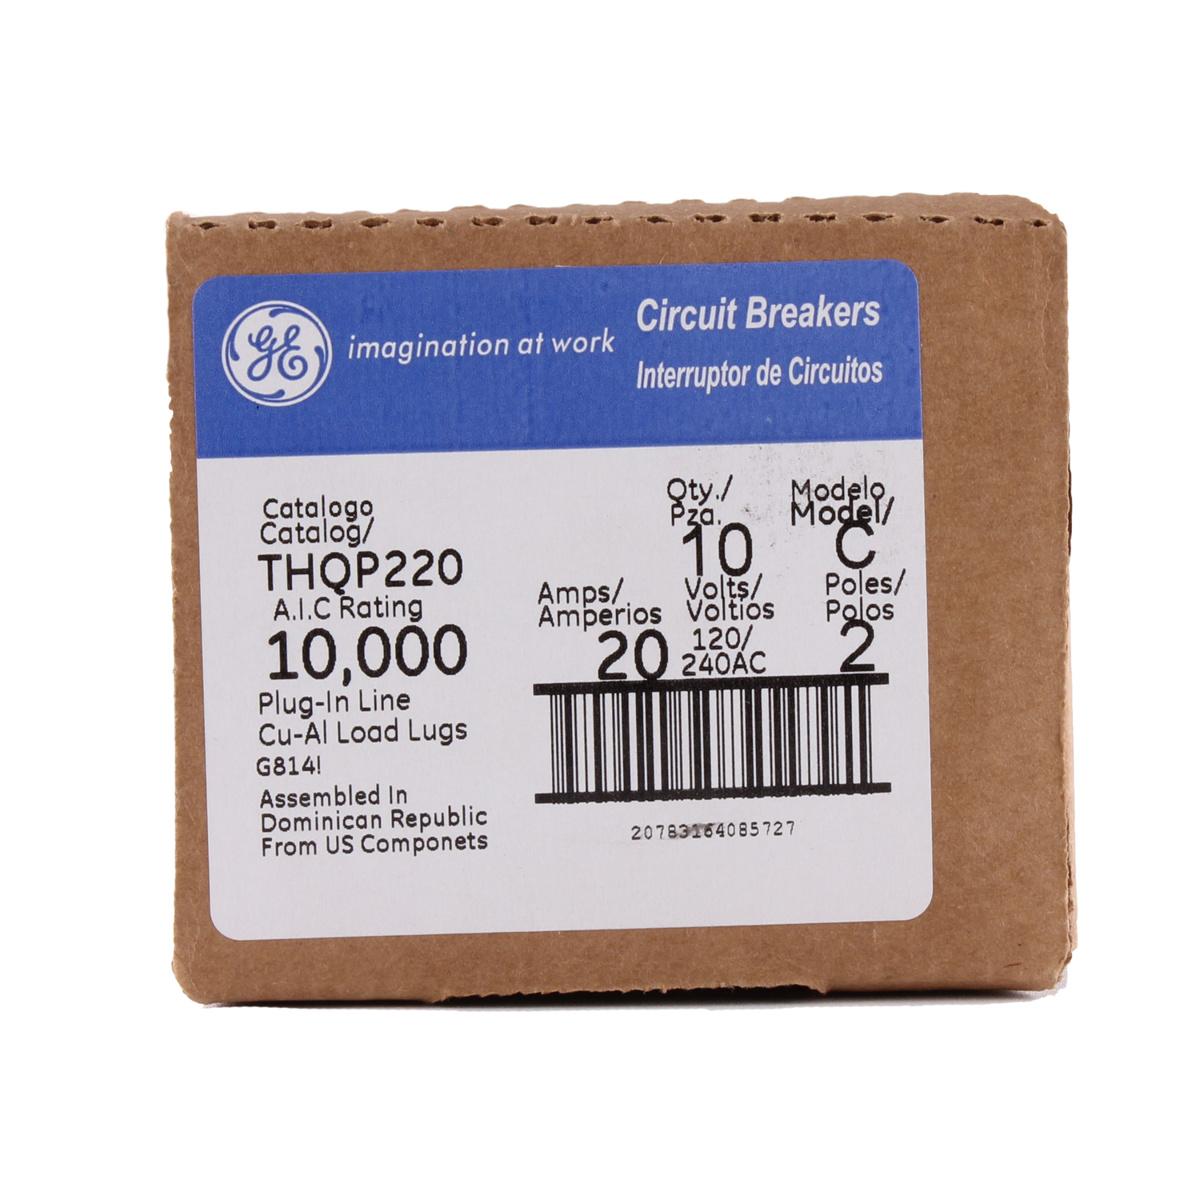 GE
imagination at work
Circuit Breakers
Interruptor de Circuitos
Catalogo
Catalog/
THQP220
A.I.C Rating
10,000
Plug-In Line
Cu-Al Load Lugs
G814!
Assembled In
Dominican Republic
From US Componets
Qty./
Pza.
10
Modelo
Model/
C
Amps/
Amperios
20
Volts/
Voltios
120/
240AC
Poles/
Polos
2
20783164085727